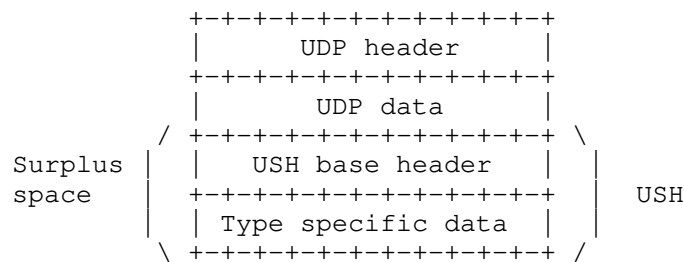 +-+-+-+-+-+-+-+-+-+-+
|      UDP header     |
+-+-+-+-+-+-+-+-+-+-+
|       UDP data      |
/ +-+-+-+-+-+-+-+-+-+-+ \
Surplus |  |   USH base header   |  |
space   |  +-+-+-+-+-+-+-+-+-+-+  |  USH
|  | Type specific data  |  |
\ +-+-+-+-+-+-+-+-+-+-+ /